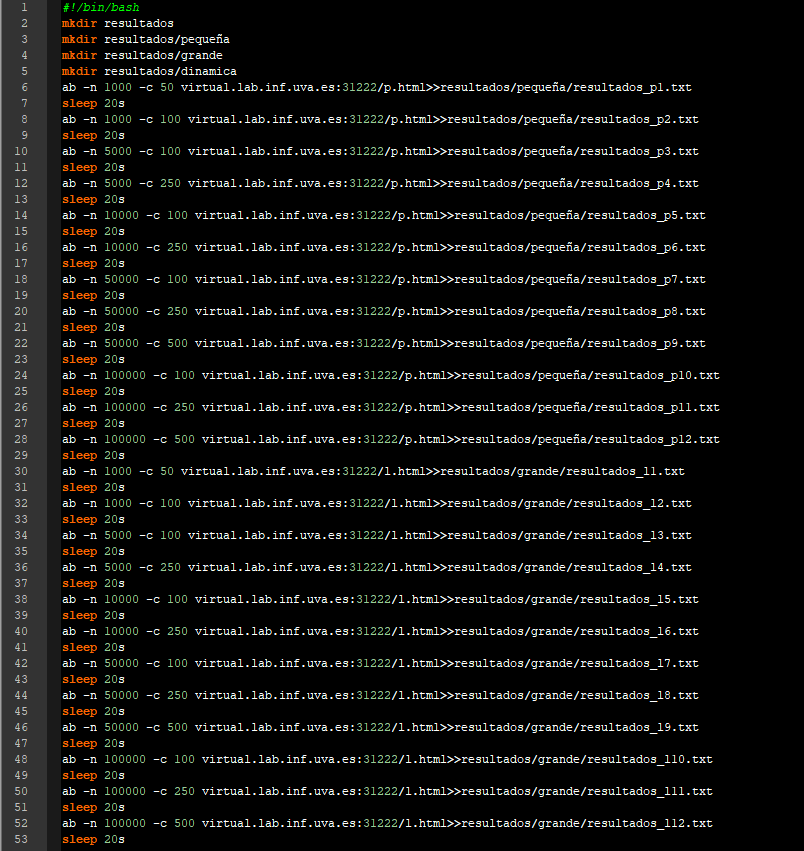 1 #!/bin/bash
2 mkdir resultados
3 mkdir resultados/pequeña
4 mkdir resultados/grande
5 mkdir resultados/dinamica
6 ab -n 1000 -c 50 virtual.lab.inf.uva.es:31222/p.html>>resultados/pequeña/resultados_p1.txt
7 sleep 20s
8 ab -n 1000 -c 100 virtual.lab.inf.uva.es:31222/p.html>>resultados/pequeña/resultados_p2.txt
9 sleep 20s
10 ab -n 5000 -c 100 virtual.lab.inf.uva.es:31222/p.html>>resultados/pequeña/resultados_p3.txt
11 sleep 20s
12 ab -n 5000 -c 250 virtual.lab.inf.uva.es:31222/p.html>>resultados/pequeña/resultados_p4.txt
13 sleep 20s
14 ab -n 10000 -c 100 virtual.lab.inf.uva.es:31222/p.html>>resultados/pequeña/resultados_p5.txt
15 sleep 20s
16 ab -n 10000 -c 250 virtual.lab.inf.uva.es:31222/p.html>>resultados/pequeña/resultados_p6.txt
17 sleep 20s
18 ab -n 50000 -c 100 virtual.lab.inf.uva.es:31222/p.html>>resultados/pequeña/resultados_p7.txt
19 sleep 20s
20 ab -n 50000 -c 250 virtual.lab.inf.uva.es:31222/p.html>>resultados/pequeña/resultados_p8.txt
21 sleep 20s
22 ab -n 50000 -c 500 virtual.lab.inf.uva.es:31222/p.html>>resultados/pequeña/resultados_p9.txt
23 sleep 20s
24 ab -n 100000 -c 100 virtual.lab.inf.uva.es:31222/p.html>>resultados/pequeña/resultados_p10.txt
25 sleep 20s
26 ab -n 100000 -c 250 virtual.lab.inf.uva.es:31222/p.html>>resultados/pequeña/resultados_p11.txt
27 sleep 20s
28 ab -n 100000 -c 500 virtual.lab.inf.uva.es:31222/p.html>>resultados/pequeña/resultados_p12.txt
29 sleep 20s
30 ab -n 1000 -c 50 virtual.lab.inf.uva.es:31222/l.html>>resultados/grande/resultados_l1.txt
31 sleep 20s
32 ab -n 1000 -c 100 virtual.lab.inf.uva.es:31222/l.html>>resultados/grande/resultados_l2.txt
33 sleep 20s
34 ab -n 5000 -c 100 virtual.lab.inf.uva.es:31222/l.html>>resultados/grande/resultados_l3.txt
35 sleep 20s
36 ab -n 5000 -c 250 virtual.lab.inf.uva.es:31222/l.html>>resultados/grande/resultados_l4.txt
37 sleep 20s
38 ab -n 10000 -c 100 virtual.lab.inf.uva.es:31222/l.html>>resultados/grande/resultados_l5.txt
39 sleep 20s
40 ab -n 10000 -c 250 virtual.lab.inf.uva.es:31222/l.html>>resultados/grande/resultados_l6.txt
41 sleep 20s
42 ab -n 50000 -c 100 virtual.lab.inf.uva.es:31222/l.html>>resultados/grande/resultados_l7.txt
43 sleep 20s
44 ab -n 50000 -c 250 virtual.lab.inf.uva.es:31222/l.html>>resultados/grande/resultados_l8.txt
45 sleep 20s
46 ab -n 50000 -c 500 virtual.lab.inf.uva.es:31222/l.html>>resultados/grande/resultados_l9.txt
47 sleep 20s
48 ab -n 100000 -c 100 virtual.lab.inf.uva.es:31222/l.html>>resultados/grande/resultados_l10.txt
49 sleep 20s
50 ab -n 100000 -c 250 virtual.lab.inf.uva.es:31222/l.html>>resultados/grande/resultados_l11.txt
51 sleep 20s
52 ab -n 100000 -c 500 virtual.lab.inf.uva.es:31222/l.html>>resultados/grande/resultados_l12.txt
53 sleep 20s